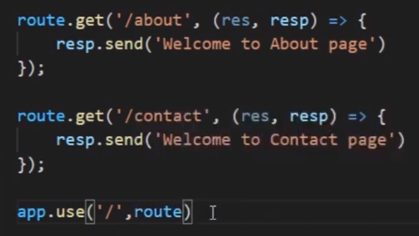 route.get('/about', (res, resp) => {
    resp.send('Welcome to About page')
});
route.get('/contact', (res, resp) => {
    resp.send('Welcome to Contact page')
});
app.use('/',route)